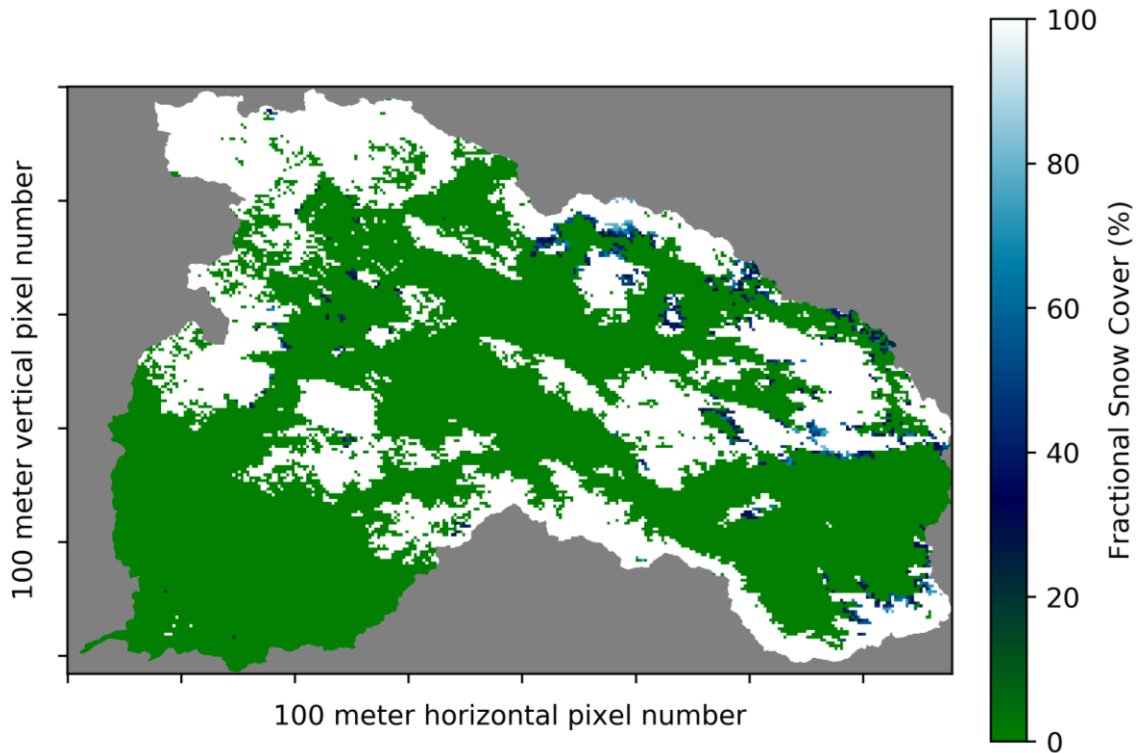 100
80
60
40
20
0
Fractional Snow Cover (%)
100 meter vertical pixel number
100 meter horizontal pixel number